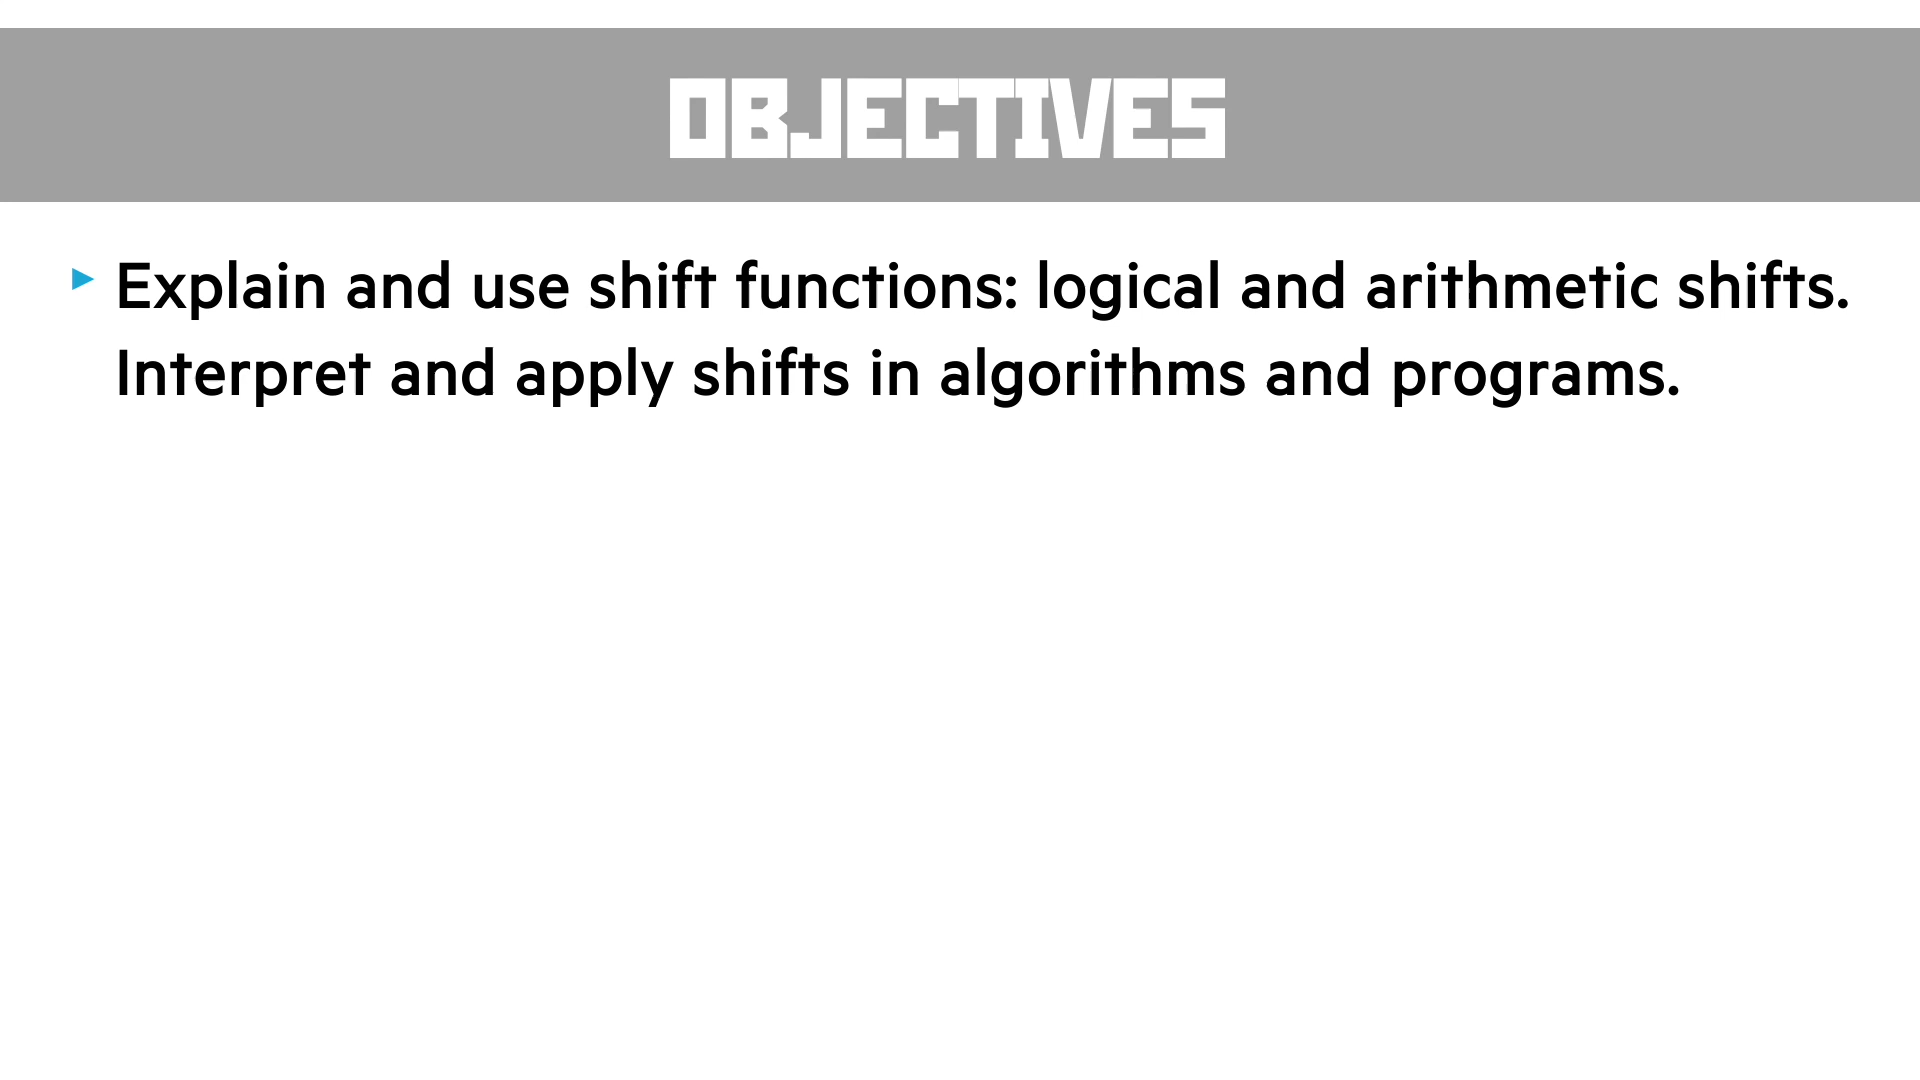 OBJECTIVES
Explain and use shift functions: logical and arithmetic shifts.
Interpret and apply shifts in algorithms and programs.